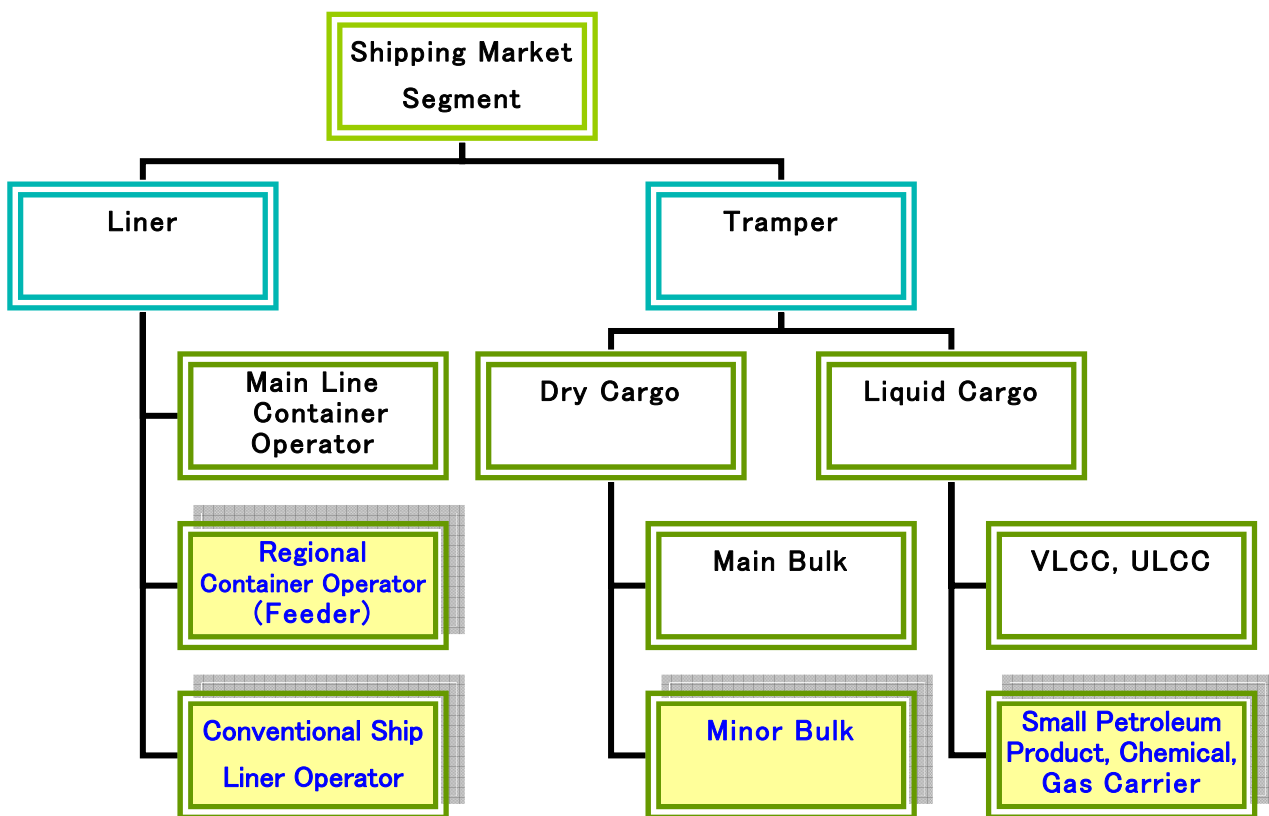 Shipping Market
Segment
Liner
Tramper
Main Line
Container
Operator
Dry Cargo
Liquid Cargo
Regional
Container Operator
(Feeder)
Main Bulk
VLCC, ULCC
Conventional Ship
Liner Operator
Minor Bulk
Small Petroleum
Product, Chemical,
Gas Carrier